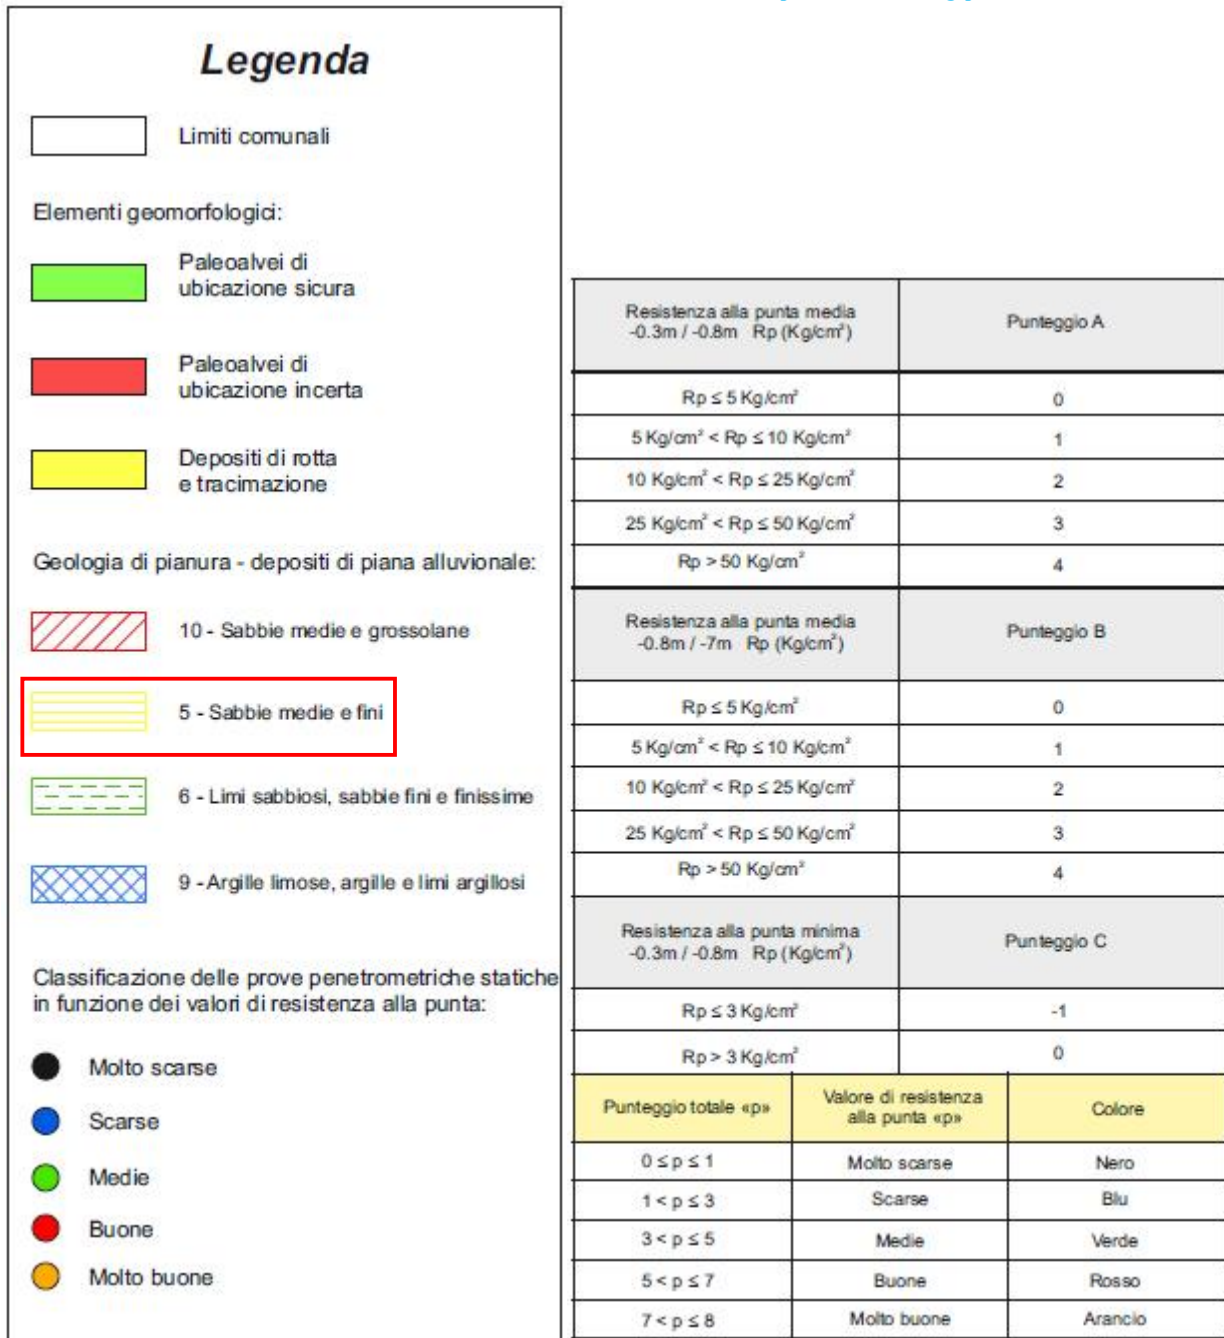 Legenda
Limiti comunali
Elementi geomorfologici:
Paleoalvei di
ubicazione sicura
Paleoalvei di
ubicazione incerta
Depositi di rotta
e tracimazione
Geologia di pianura - depositi di piana alluvionale:
10 - Sabbie medie e grossolane
5 - Sabbie medie e fini
6 - Limi sabbiosi, sabbie fini e finissime
9 - Argille limose, argille e limi argillosi
Classificazione delle prove penetrometriche statiche
in funzione dei valori di resistenza alla punta:
Molto scarse
Scarse
Medie
Buone
Molto buone
Resistenza alla punta media
-0.3m / -0.8m Rp (Kg/cm²)
Punteggio A
Rp ≤ 5 Kg/cm² 0
5 Kg/cm² < Rp ≤ 10 Kg/cm² 1
10 Kg/cm² < Rp ≤ 25 Kg/cm² 2
25 Kg/cm² < Rp ≤ 50 Kg/cm² 3
Rp > 50 Kg/cm² 4
Resistenza alla punta media
-0.8m / -7m Rp (Kg/cm²)
Punteggio B
Rp ≤ 5 Kg/cm² 0
5 Kg/cm² < Rp ≤ 10 Kg/cm² 1
10 Kg/cm² < Rp ≤ 25 Kg/cm² 2
25 Kg/cm² < Rp ≤ 50 Kg/cm² 3
Rp > 50 Kg/cm² 4
Resistenza alla punta minima
-0.3m / -0.8m Rp (Kg/cm²)
Punteggio C
Rp ≤ 3 Kg/cm² -1
Rp > 3 Kg/cm² 0
Punteggio totale «p»
Valore di resistenza
alla punta «p»
Colore
0 ≤ p ≤ 1 Molto scarse Nero
1 < p ≤ 3 Scarse Blu
3 < p ≤ 5 Medie Verde
5 < p ≤ 7 Buone Rosso
7 < p ≤ 8 Molto buone Arancio